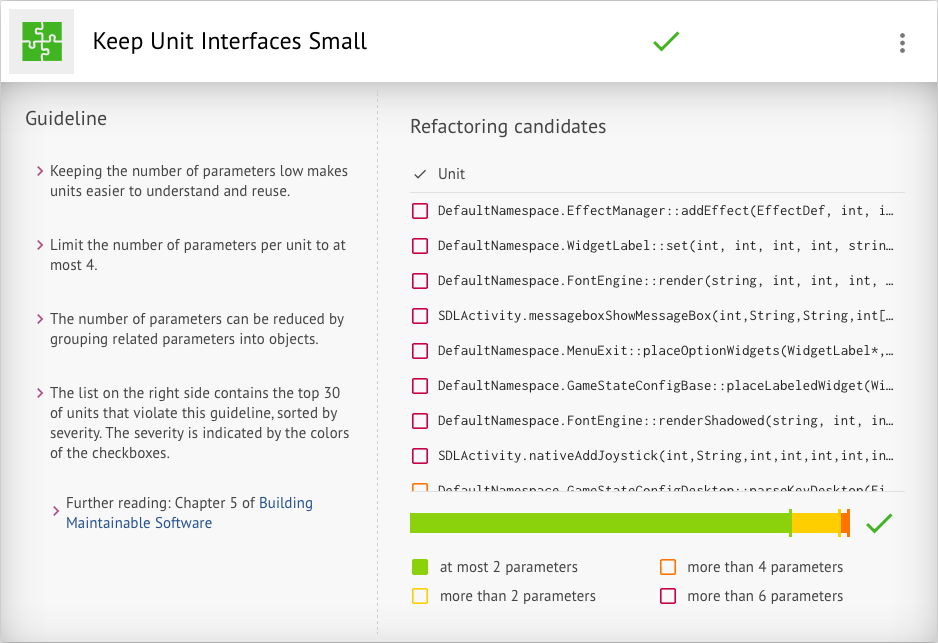 Keep Unit Interfaces Small
Guideline
Keeping the number of parameters low makes
units easier to understand and reuse.
Limit the number of parameters per unit to at
most 4.
The number of parameters can be reduced by
grouping related parameters into objects.
The list on the right side contains the top 30
of units that violate this guideline, sorted by
severity. The severity is indicated by the colors
of the checkboxes.
Further reading: Chapter 5 of Building
Maintainable Software
Refactoring candidates
Unit
DefaultNamespace.EffectManager::addEffect(EffectDef, int, i…
DefaultNamespace.WidgetLabel::set(int, int, int, int, strin…
DefaultNamespace.FontEngine::render(string, int, int, int, …
SDLActivity.messageboxShowMessageBox(int,String,String,int[…
DefaultNamespace.MenuExit::placeOptionWidgets(WidgetLabel*,…
DefaultNamespace.GameStateConfigBase::placeLabeledWidget(Wi…
DefaultNamespace.FontEngine::renderShadowed(string, int, in…
SDLActivity.nativeAddJoystick(int,String,int,int,int,int,in…
DefaultNamespace.GameStateConfigDesktop::parseKeyDesktop(Fi…
at most 2 parameters
more than 4 parameters
more than 2 parameters
more than 6 parameters